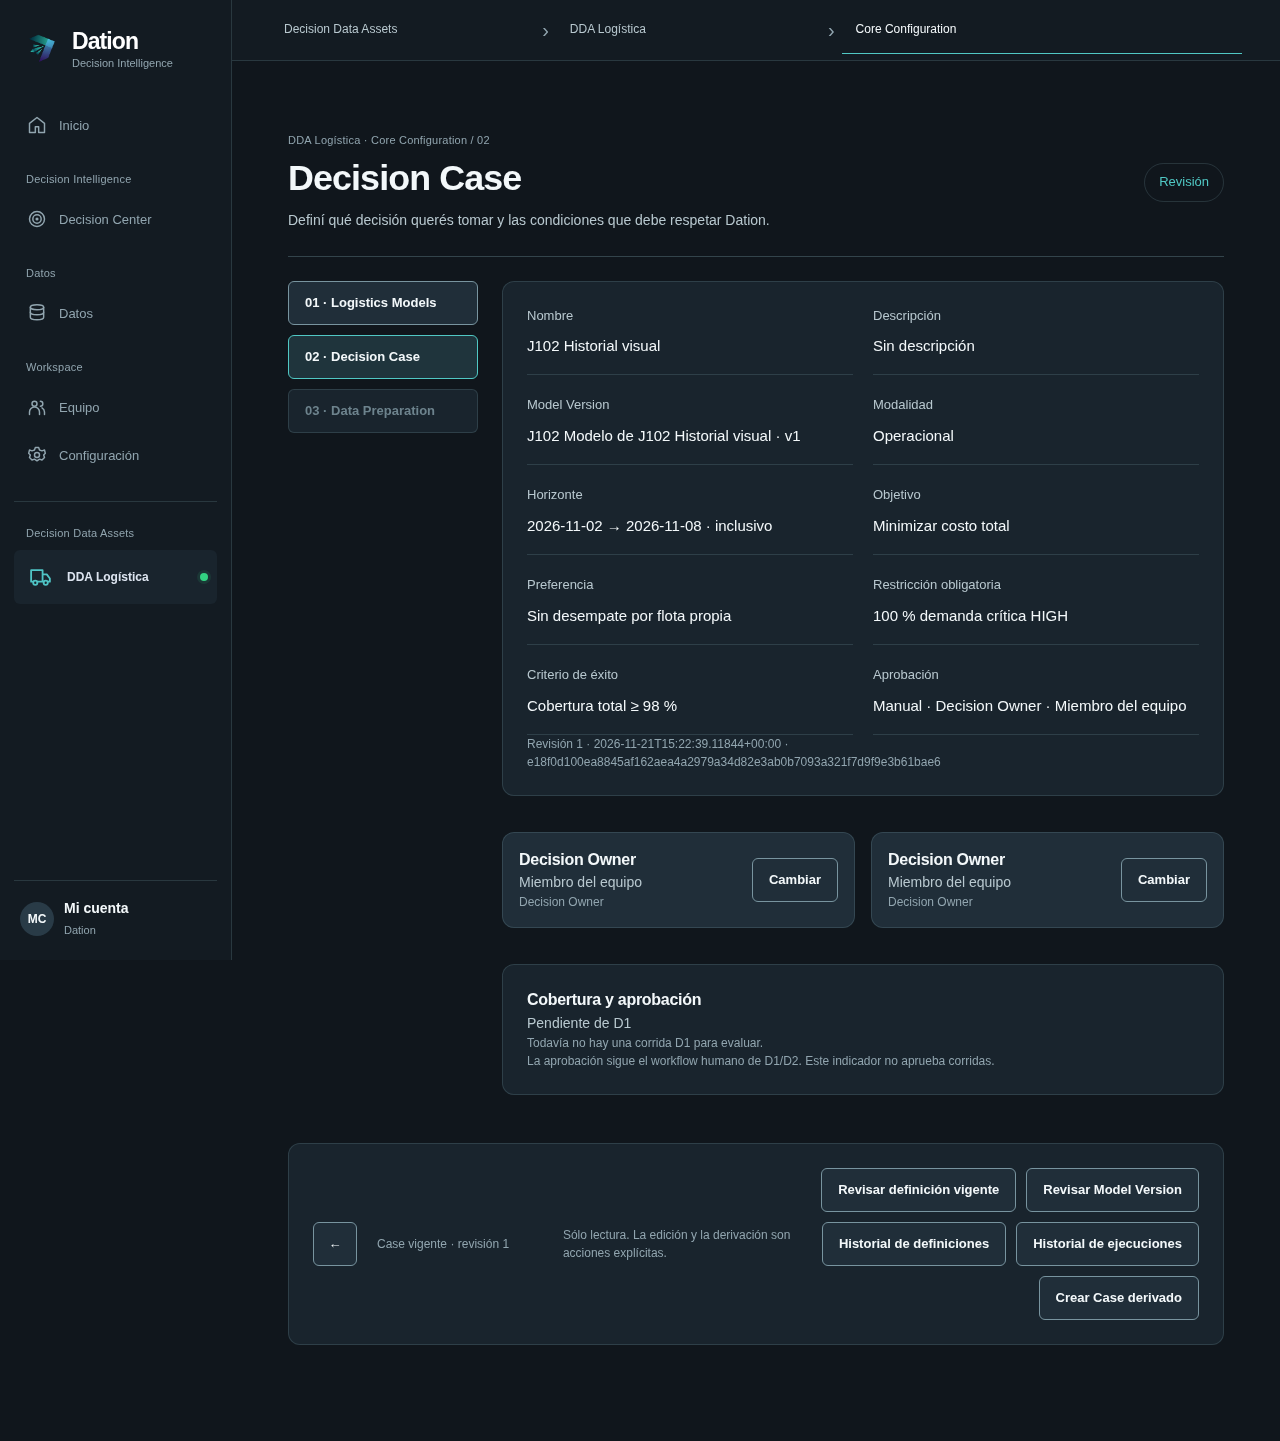 Dation
Decision Intelligence
Inicio
Decision Intelligence
Decision Center
Datos
Datos
Workspace
Equipo
Configuración
Decision Data Assets
DDA Logística
MC
Mi cuenta
Dation
Decision Data Assets
›
DDA Logística
›
Core Configuration
DDA Logística · Core Configuration / 02
Decision Case
Revisión
Definí qué decisión querés tomar y las condiciones que debe respetar Dation.
01 · Logistics Models
02 · Decision Case
03 · Data Preparation
Nombre
J102 Historial visual
Descripción
Sin descripción
Model Version
J102 Modelo de J102 Historial visual · v1
Modalidad
Operacional
Horizonte
2026-11-02 → 2026-11-08 · inclusivo
Objetivo
Minimizar costo total
Preferencia
Sin desempate por flota propia
Restricción obligatoria
100 % demanda crítica HIGH
Criterio de éxito
Cobertura total ≥ 98 %
Aprobación
Manual · Decision Owner · Miembro del equipo
Revisión 1 · 2026-11-21T15:22:39.11844+00:00 ·
e18f0d100ea8845af162aea4a2979a34d82e3ab0b7093a321f7d9f9e3b61bae6
Decision Owner
Miembro del equipo
Decision Owner
Cambiar
Decision Owner
Miembro del equipo
Decision Owner
Cambiar
Cobertura y aprobación
Pendiente de D1
Todavía no hay una corrida D1 para evaluar.
La aprobación sigue el workflow humano de D1/D2. Este indicador no aprueba corridas.
←
Case vigente · revisión 1
Sólo lectura. La edición y la derivación son
acciones explícitas.
Revisar definición vigente
Revisar Model Version
Historial de definiciones
Historial de ejecuciones
Crear Case derivado